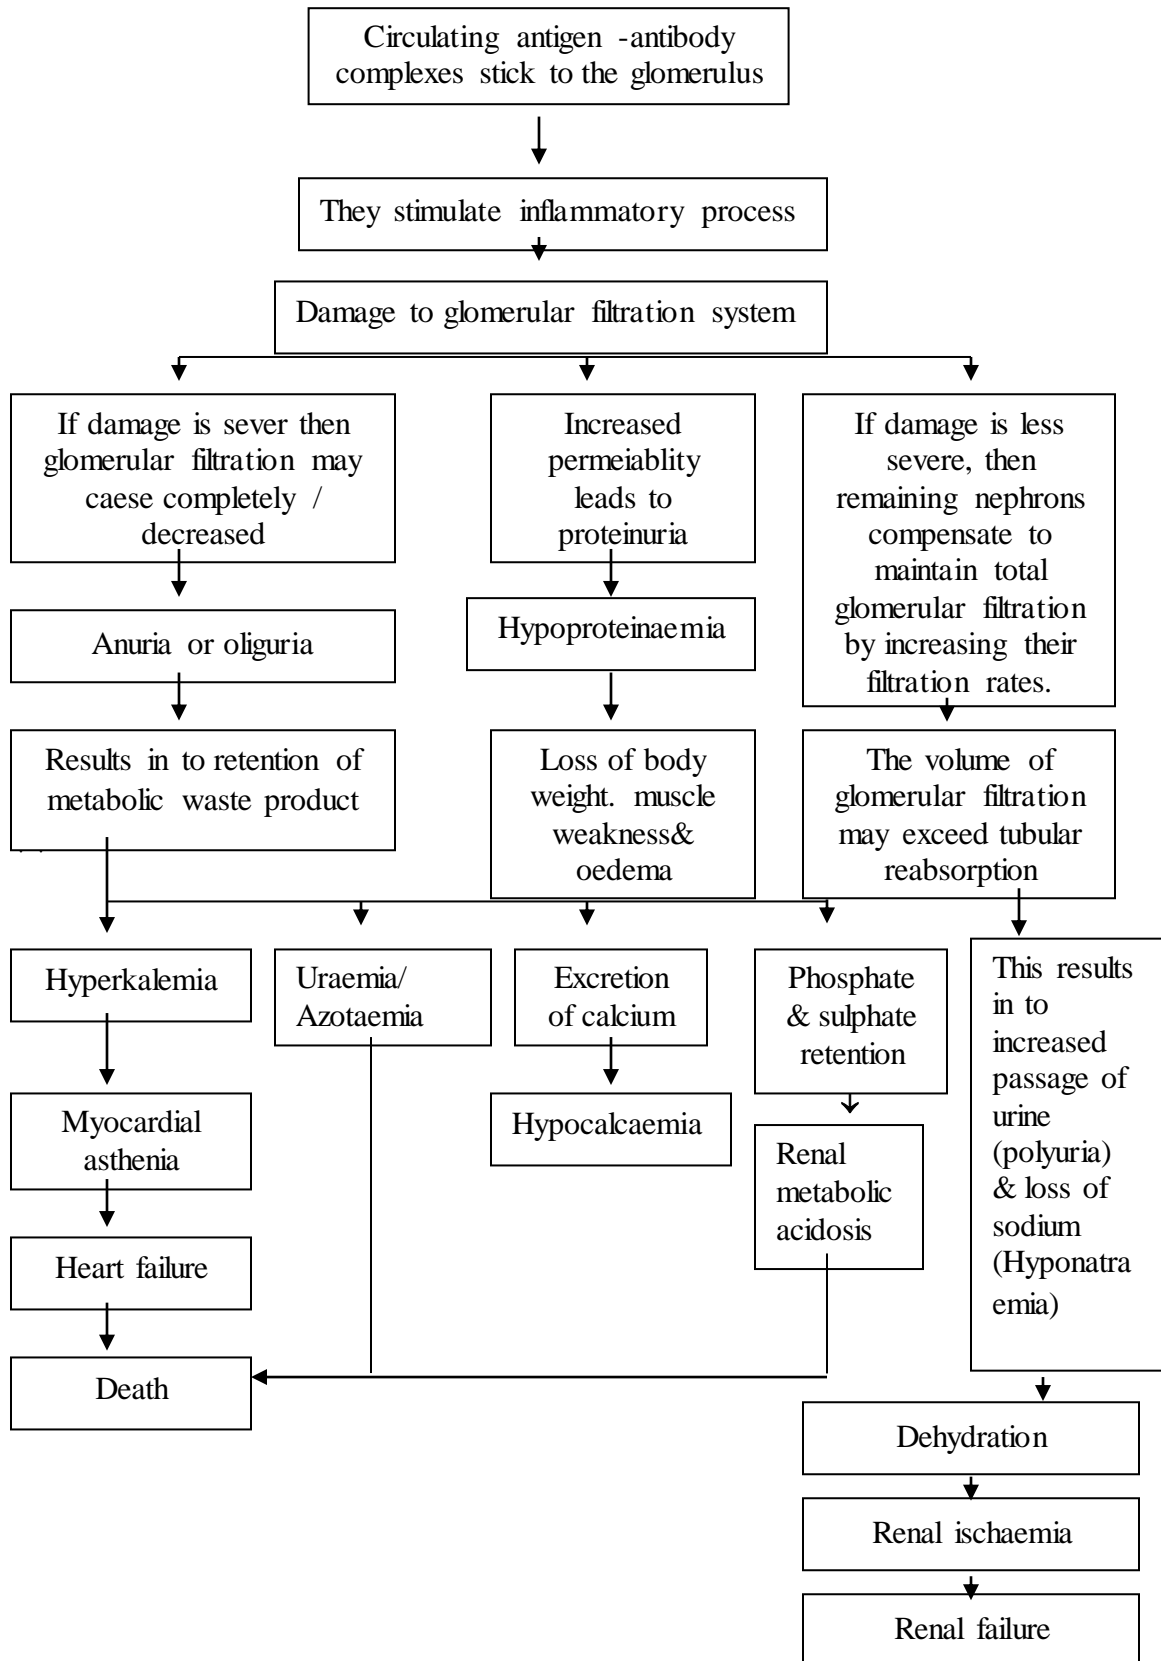 Circulating antigen -antibody
complexes stick to the glomerulus
They stimulate inflammatory process
Damage to glomerular filtration system
If damage is sever then
glomerular filtration may
caese completely /
decreased
Increased
permeiablity
leads to
proteinuria
If damage is less
severe, then
remaining nephrons
compensate to
maintain total
glomerular filtration
by increasing their
filtration rates.
Anuria or oliguria
Hypoproteinaemia
Results in to retention of
metabolic waste product
Loss of body
weight. muscle
weakness&
oedema
The volume of
glomerular filtration
may exceed tubular
reabsorption
Hyperkalemia
Uraemia/
Azotaemia
Excretion
of calcium
Phosphate
& sulphate
retention
This results
in to
increased
passage of
urine
(polyuria)
& loss of
sodium
(Hyponatra
emia)
Myocardial
asthenia
Hypocalcaemia
Renal
metabolic
acidosis
Heart failure
Death
Dehydration
Renal ischaemia
Renal failure